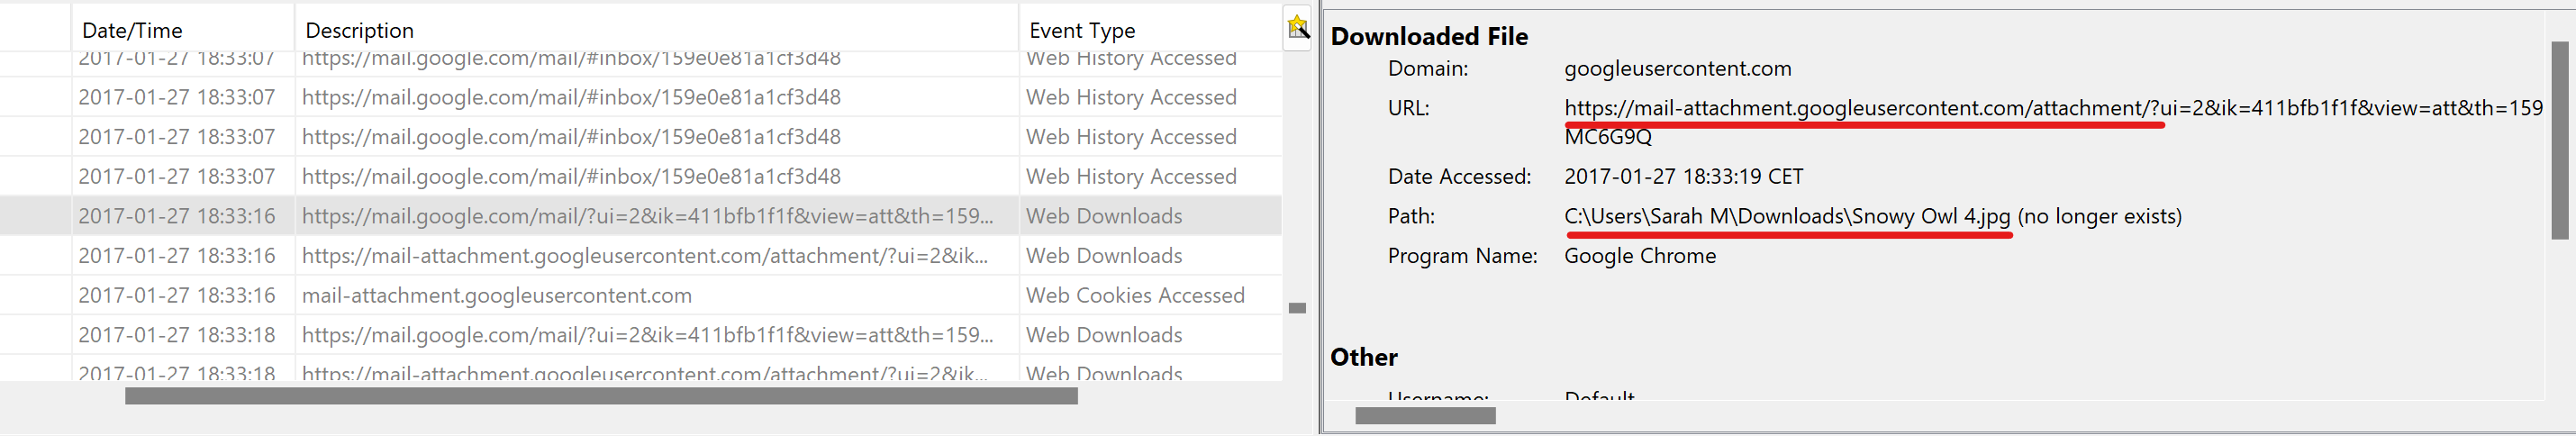 Date/Time Description Event Type
2017-01-27 18:33:07 https://mail.google.com/mail/#inbox/159e0e81a1cf3d48 Web History Accessed
2017-01-27 18:33:07 https://mail.google.com/mail/#inbox/159e0e81a1cf3d48 Web History Accessed
2017-01-27 18:33:07 https://mail.google.com/mail/#inbox/159e0e81a1cf3d48 Web History Accessed
2017-01-27 18:33:07 https://mail.google.com/mail/#inbox/159e0e81a1cf3d48 Web History Accessed
2017-01-27 18:33:16 https://mail.google.com/mail/?ui=2&ik=411bfb1f1f&view=att&th=159... Web Downloads
2017-01-27 18:33:16 https://mail-attachment.googleusercontent.com/attachment/?ui=2&ik... Web Downloads
2017-01-27 18:33:16 mail-attachment.googleusercontent.com Web Cookies Accessed
2017-01-27 18:33:18 https://mail.google.com/mail/?ui=2&ik=411bfb1f1f&view=att&th=159... Web Downloads
2017-01-27 18:33:18 https://mail-attachment.googleusercontent.com/attachment/?ui=2&ik... Web Downloads
Downloaded File
Domain: googleusercontent.com
URL: https://mail-attachment.googleusercontent.com/attachment/?ui=2&ik=411bfb1f1f&view=att&th=159
MC6G9Q
Date Accessed: 2017-01-27 18:33:19 CET
Path: C:\Users\Sarah M\Downloads\Snowy Owl 4.jpg (no longer exists)
Program Name: Google Chrome
Other
Username: Default